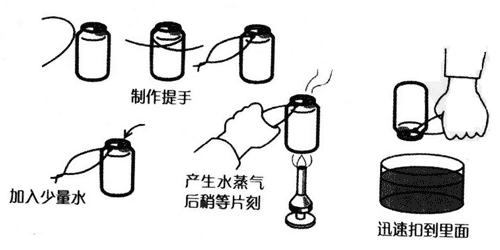 制作提手
加入少量水
产生水蒸气
后稍等片刻
迅速扣到里面